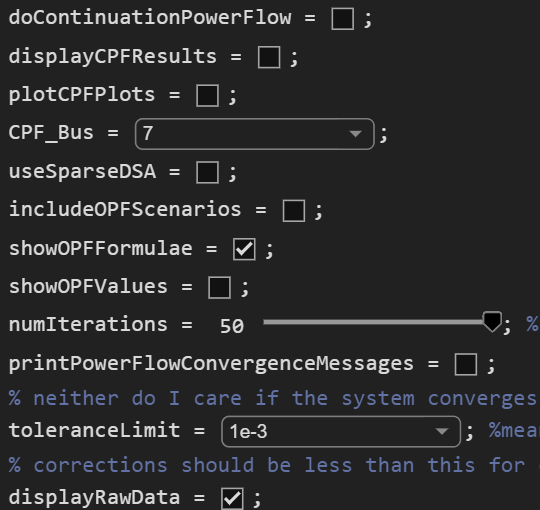 doContinuationPowerFlow = ;
displayCPFResults = ;
plotCPFPlots = ;
CPF_Bus = 7 ;
useSparseDSA = ;
includeOPFScenarios = ;
showOPFFormulae = ;
showOPFValues = ;
numIterations = 50 ; %
printPowerFlowConvergenceMessages = ;
% neither do I care if the system converges
toleranceLimit = 1e-3 ; %mea
% corrections should be less than this for
displayRawData = ;